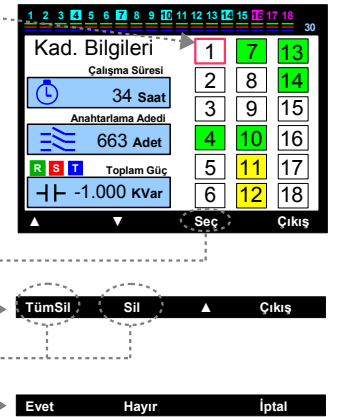 1 2 3 4 5 6 7 8 9 10 11 12 13 14 15 16 17 18
30
Kad. Bilgileri
Çalışma Süresi
34 Saat
Anahtarlama Adedi
663 Adet
R S T Toplam Güç
-1.000 KVar
1 7 13
2 8 14
3 9 15
4 10 16
5 11 17
6 12 18
▲ ▼ Seç Çıkış
TümSil Sil ▲ Çıkış
Evet Hayır İptal